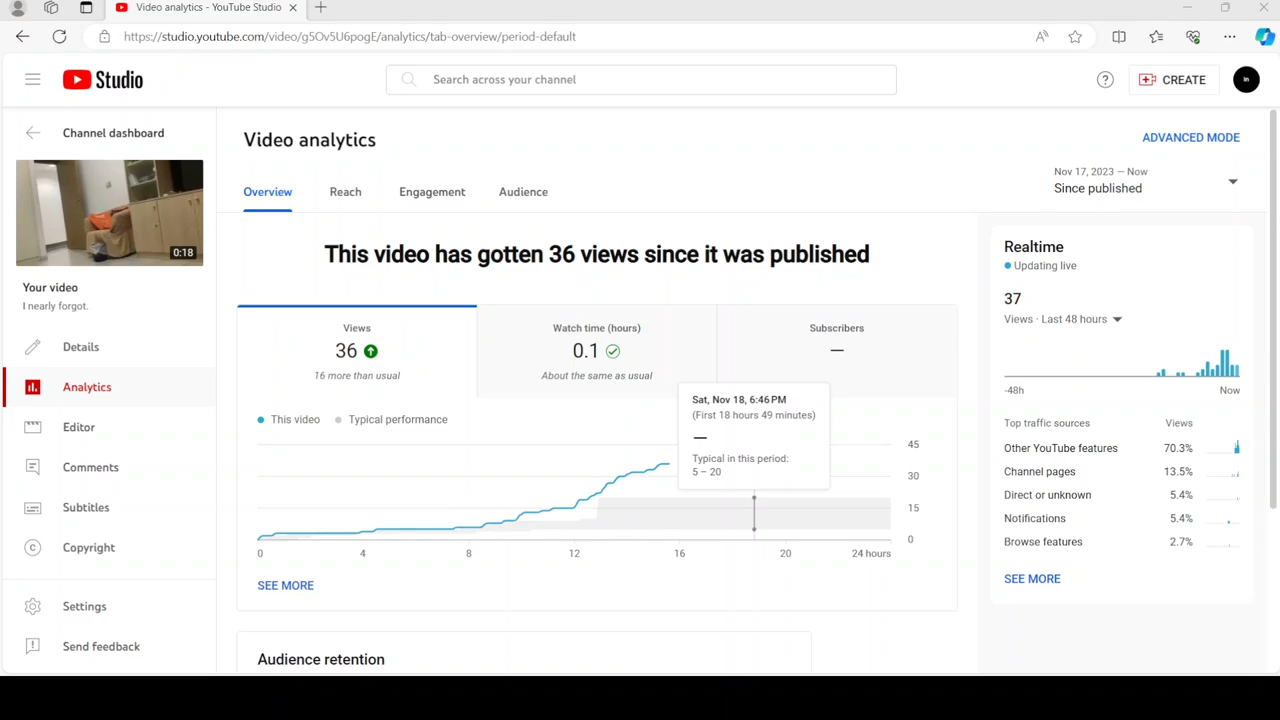 Video analytics - YouTube Studio
https://studio.youtube.com/video/g5Ov5U6pogE/analytics/tab-overview/period-default
Studio
Search across your channel
CREATE
in
Channel dashboard
0:18
Your video
I nearly forgot.
Details
Analytics
Editor
Comments
Subtitles
Copyright
Settings
Send feedback
Video analytics
ADVANCED MODE
Overview Reach Engagement Audience
Nov 17, 2023 – Now
Since published
This video has gotten 36 views since it was published
Views
36
16 more than usual
Watch time (hours)
0.1
About the same as usual
Subscribers
—
This video Typical performance
Sat, Nov 18, 6:46 PM
(First 18 hours 49 minutes)
—
Typical in this period:
5 – 20
45
30
15
0
0 4 8 12 16 20 24 hours
SEE MORE
Audience retention
Realtime
Updating live
37
Views · Last 48 hours
-48h Now
Top traffic sources Views
Other YouTube features 70.3%
Channel pages 13.5%
Direct or unknown 5.4%
Notifications 5.4%
Browse features 2.7%
SEE MORE